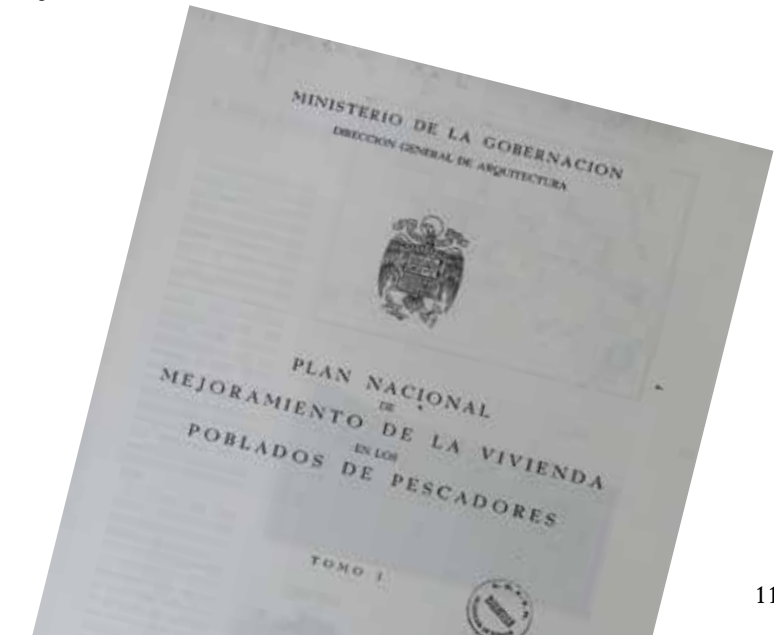 MINISTERIO DE LA GOBERNACION
DIRECCION GENERAL DE ARQUITECTURA
PLAN NACIONAL
DE
MEJORAMIENTO DE LA VIVIENDA
EN LOS
POBLADOS DE PESCADORES
TOMO I
11